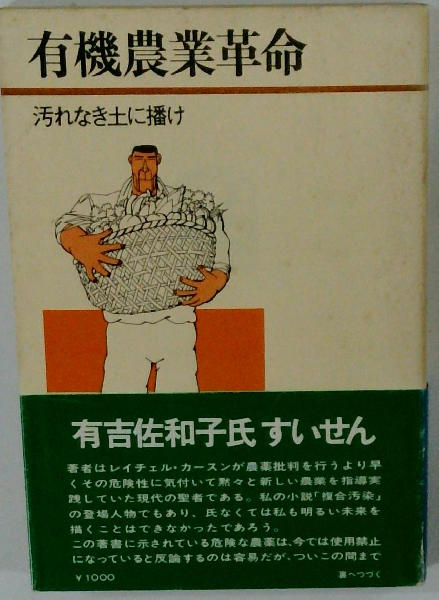 有機農業革命
汚れなき土に播け
有吉佐和子氏 すいせん
著者はレイチェル・カースンが農薬批判を行うより早
くその危険性に気付いて黙々と新しい農業を指導実
践していた現代の聖者である。私の小説「複合汚染」
の登場人物でもあり、氏なくては私も明るい未来を
描くことはできなかったであろう。
この著書に示されている危険な農薬は、今では使用禁止
になっていると反論するのは容易だが、ついこの間まで
¥1000 裏へつづく